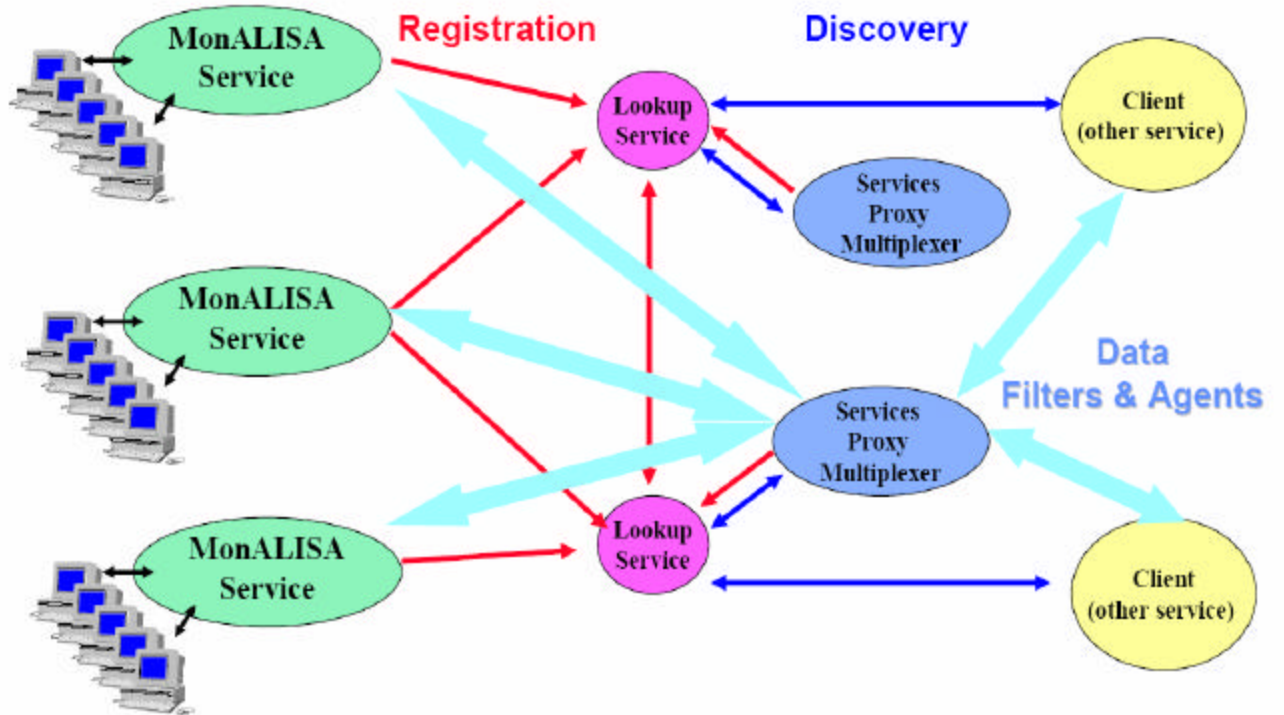 Registration
Discovery
MonALISA
Service
Lookup
Service
Client
(other service)
Services
Proxy
Multiplexer
MonALISA
Service
Data
Filters & Agents
Services
Proxy
Multiplexer
Lookup
Service
MonALISA
Service
Client
(other service)